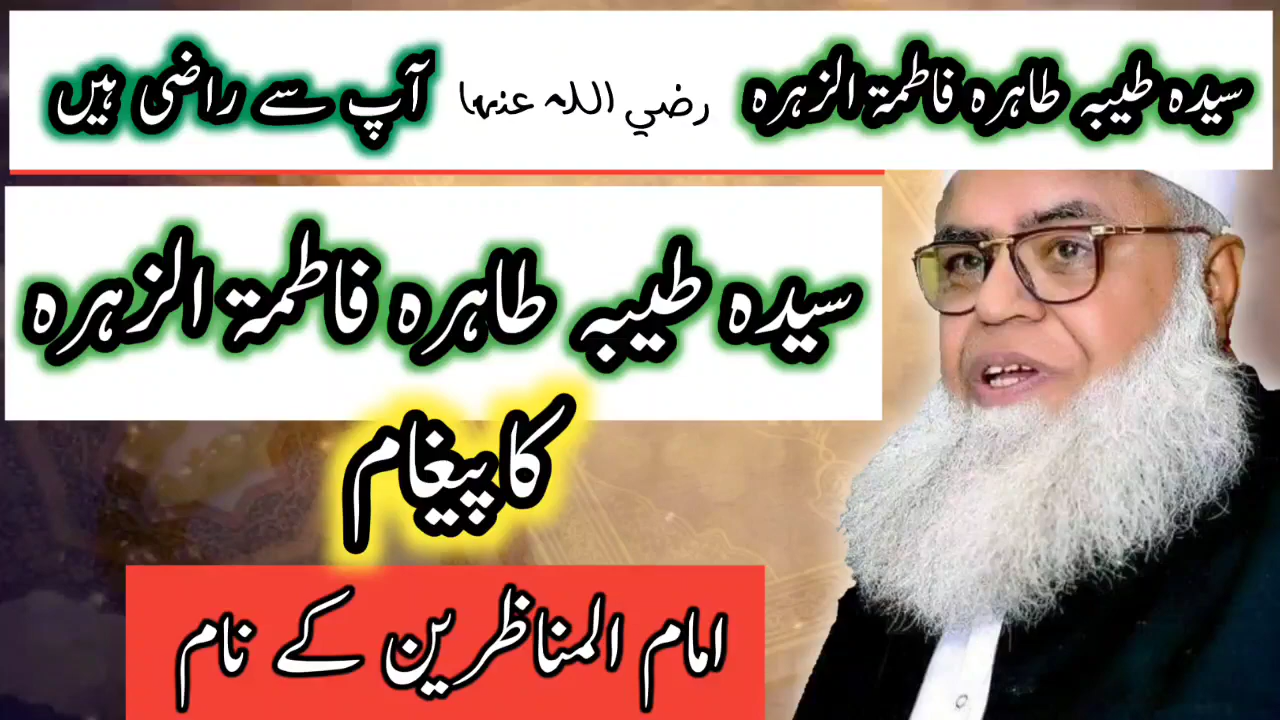 سیدہ طیبہ طاہرہ فاطمۃ الزہرہ رضي الله عنها آپ سے راضی ہیں
سیدہ طیبہ طاہرہ فاطمۃ الزہرہ
کا پیغام
امام المناظرین کے نام